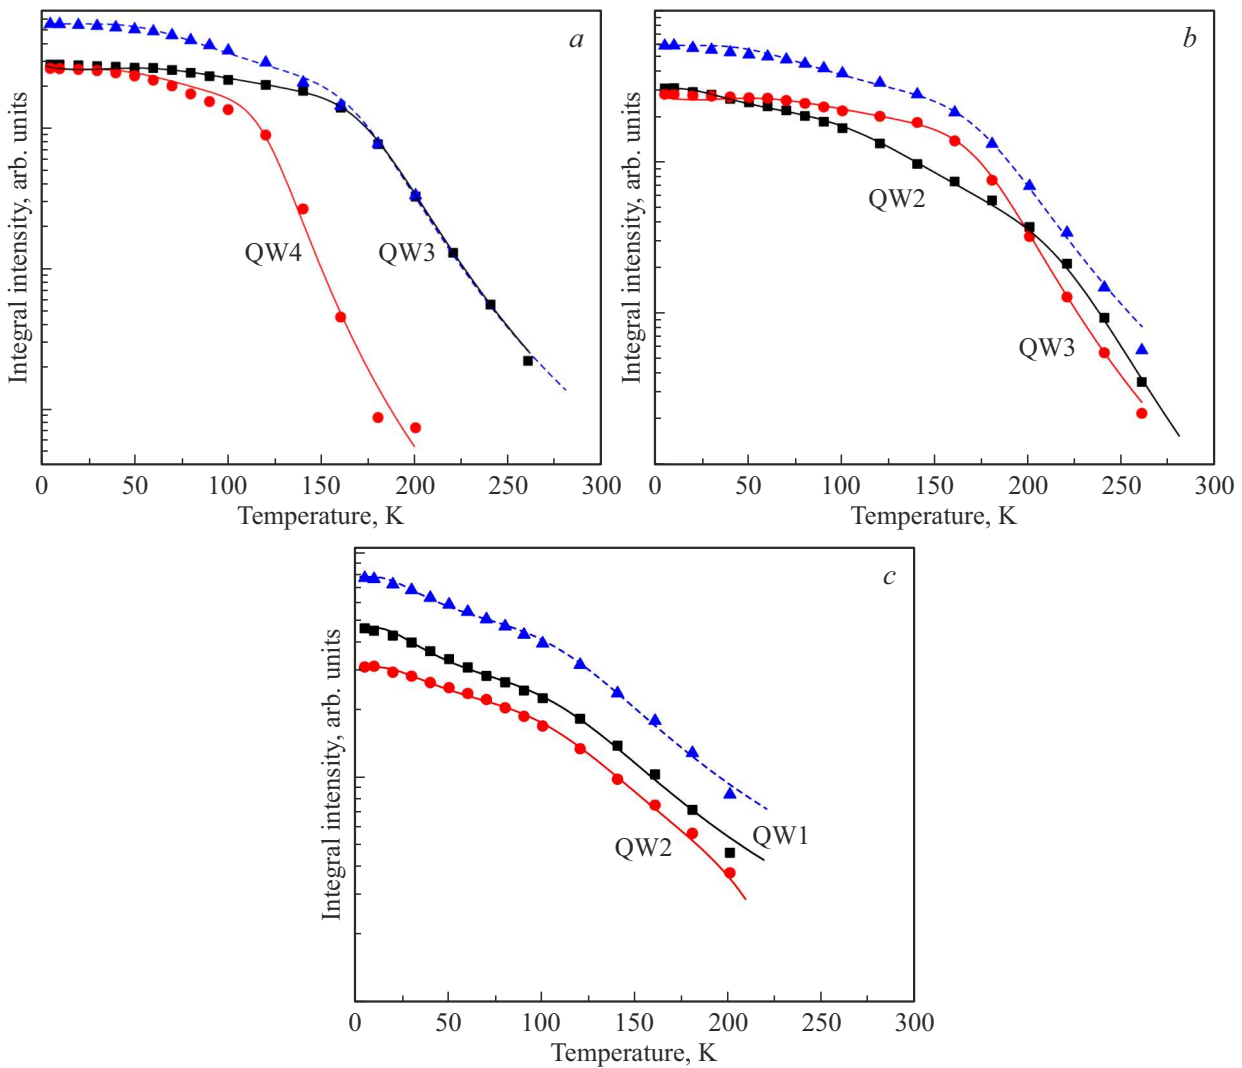 a
Integral intensity, arb. units
QW4
QW3
0 50 100 150 200 250 300
Temperature, K
b
Integral intensity, arb. units
QW2
QW3
0 50 100 150 200 250 300
Temperature, K
c
Integral intensity, arb. units
QW2
QW1
0 50 100 150 200 250 300
Temperature, K